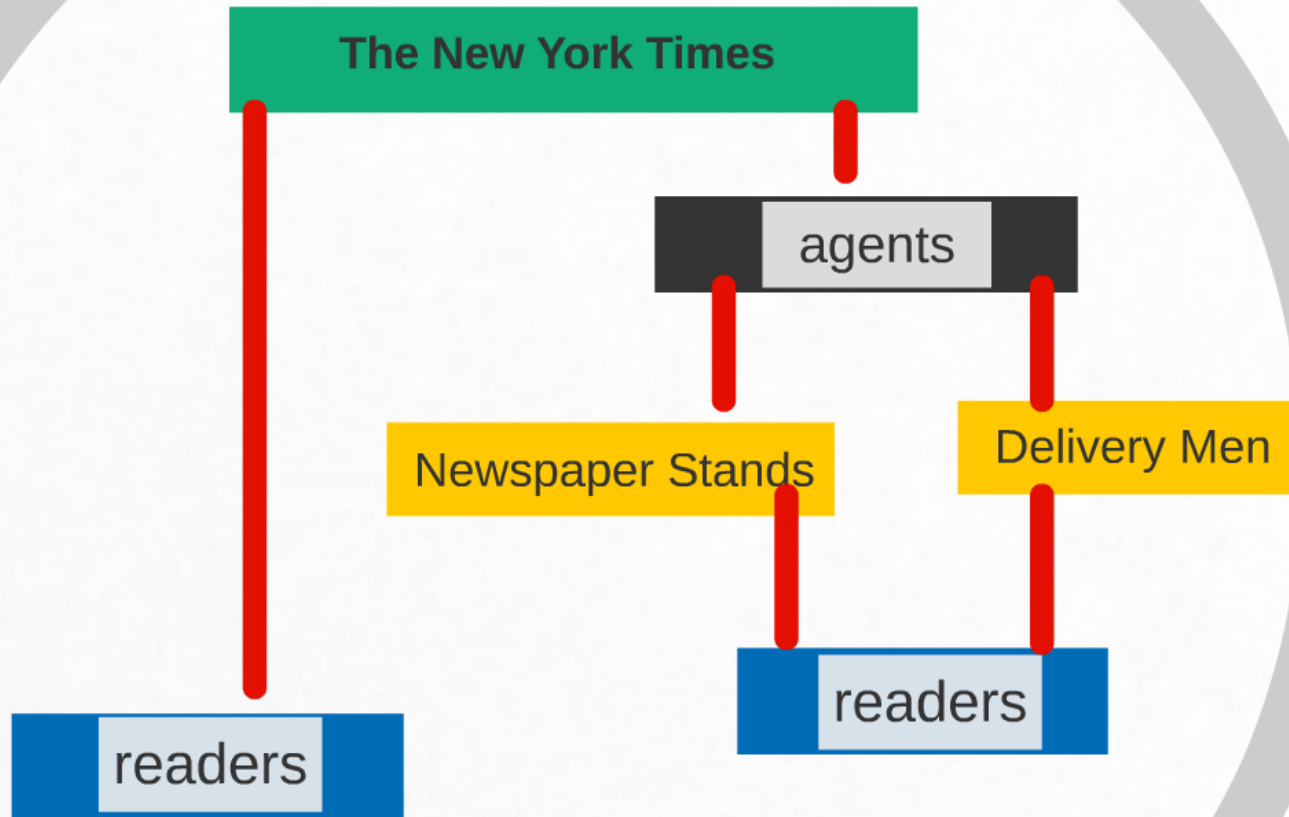 The New York Times
agents
Newspaper Stands
Delivery Men
readers
readers